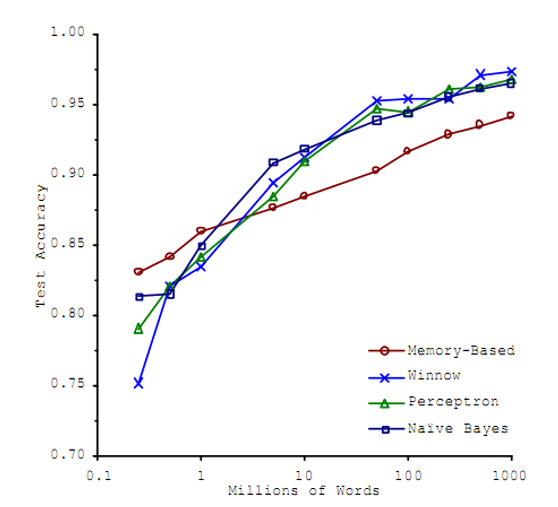 1.00
0.95
0.90
0.85
0.80
0.75
0.70
Test Accuracy
0.1 1 10 100 1000
Millions of Words
Memory-Based
Winnow
Perceptron
Naïve Bayes